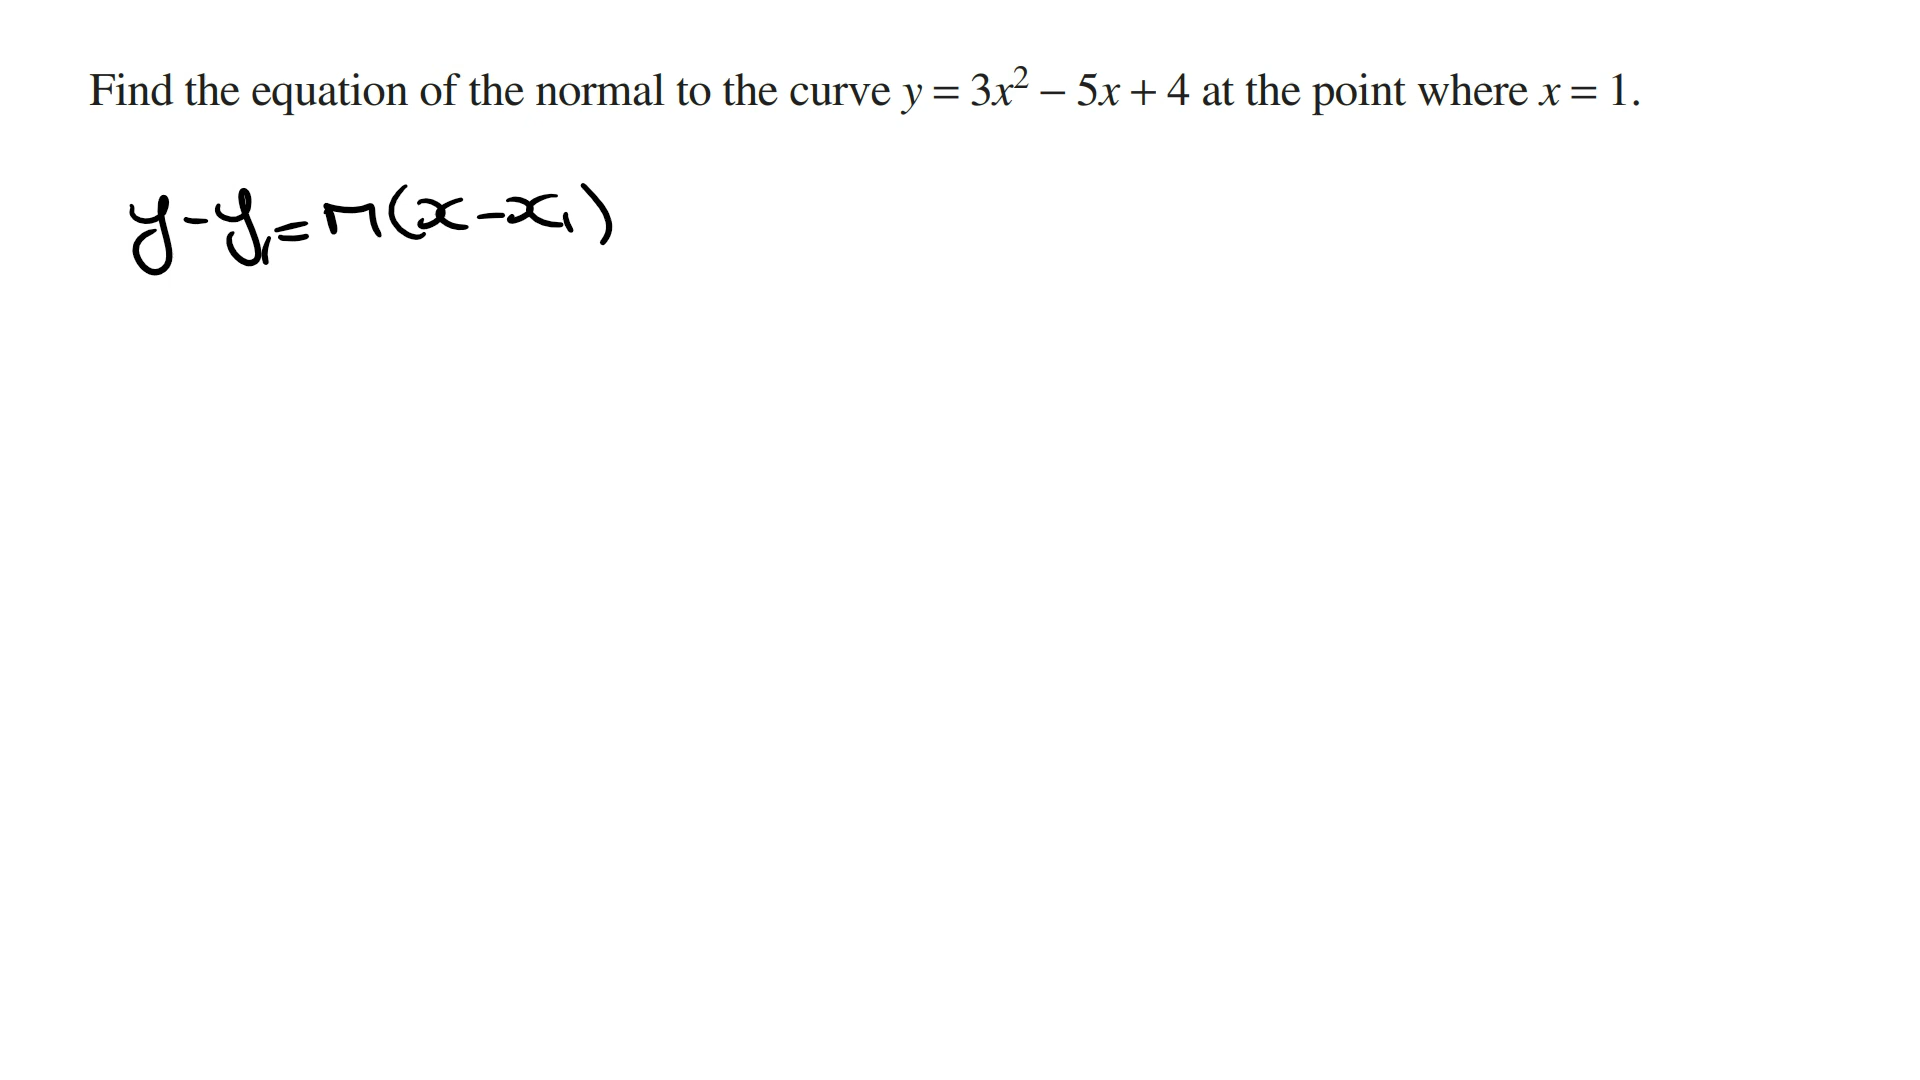 Find the equation of the normal to the curve y = 3x² − 5x + 4 at the point where x = 1.
y-y₁=m(x-x₁)